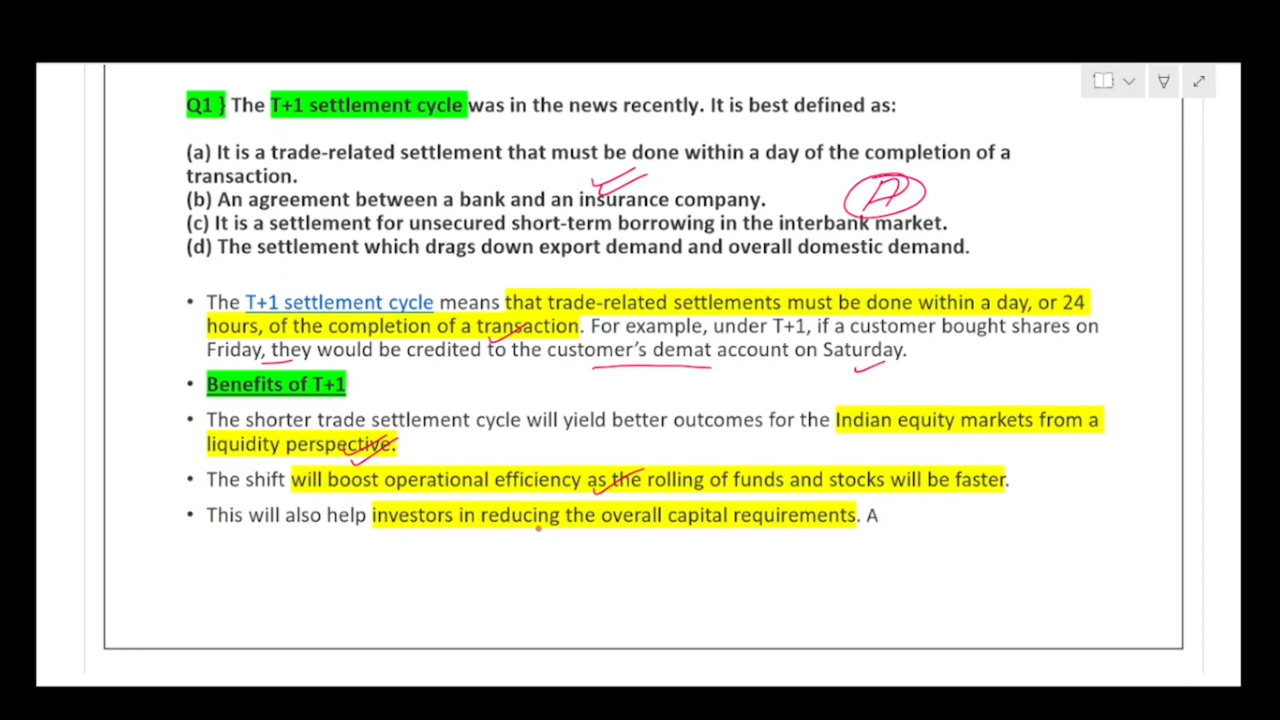 Q1 } The T+1 settlement cycle was in the news recently. It is best defined as:
(a) It is a trade-related settlement that must be done within a day of the completion of a
transaction.
(b) An agreement between a bank and an insurance company.
A
(c) It is a settlement for unsecured short-term borrowing in the interbank market.
(d) The settlement which drags down export demand and overall domestic demand.
• The T+1 settlement cycle means that trade-related settlements must be done within a day, or 24
hours, of the completion of a transaction. For example, under T+1, if a customer bought shares on
Friday, they would be credited to the customer’s demat account on Saturday.
• Benefits of T+1
• The shorter trade settlement cycle will yield better outcomes for the Indian equity markets from a
liquidity perspective.
• The shift will boost operational efficiency as the rolling of funds and stocks will be faster.
• This will also help investors in reducing the overall capital requirements. A